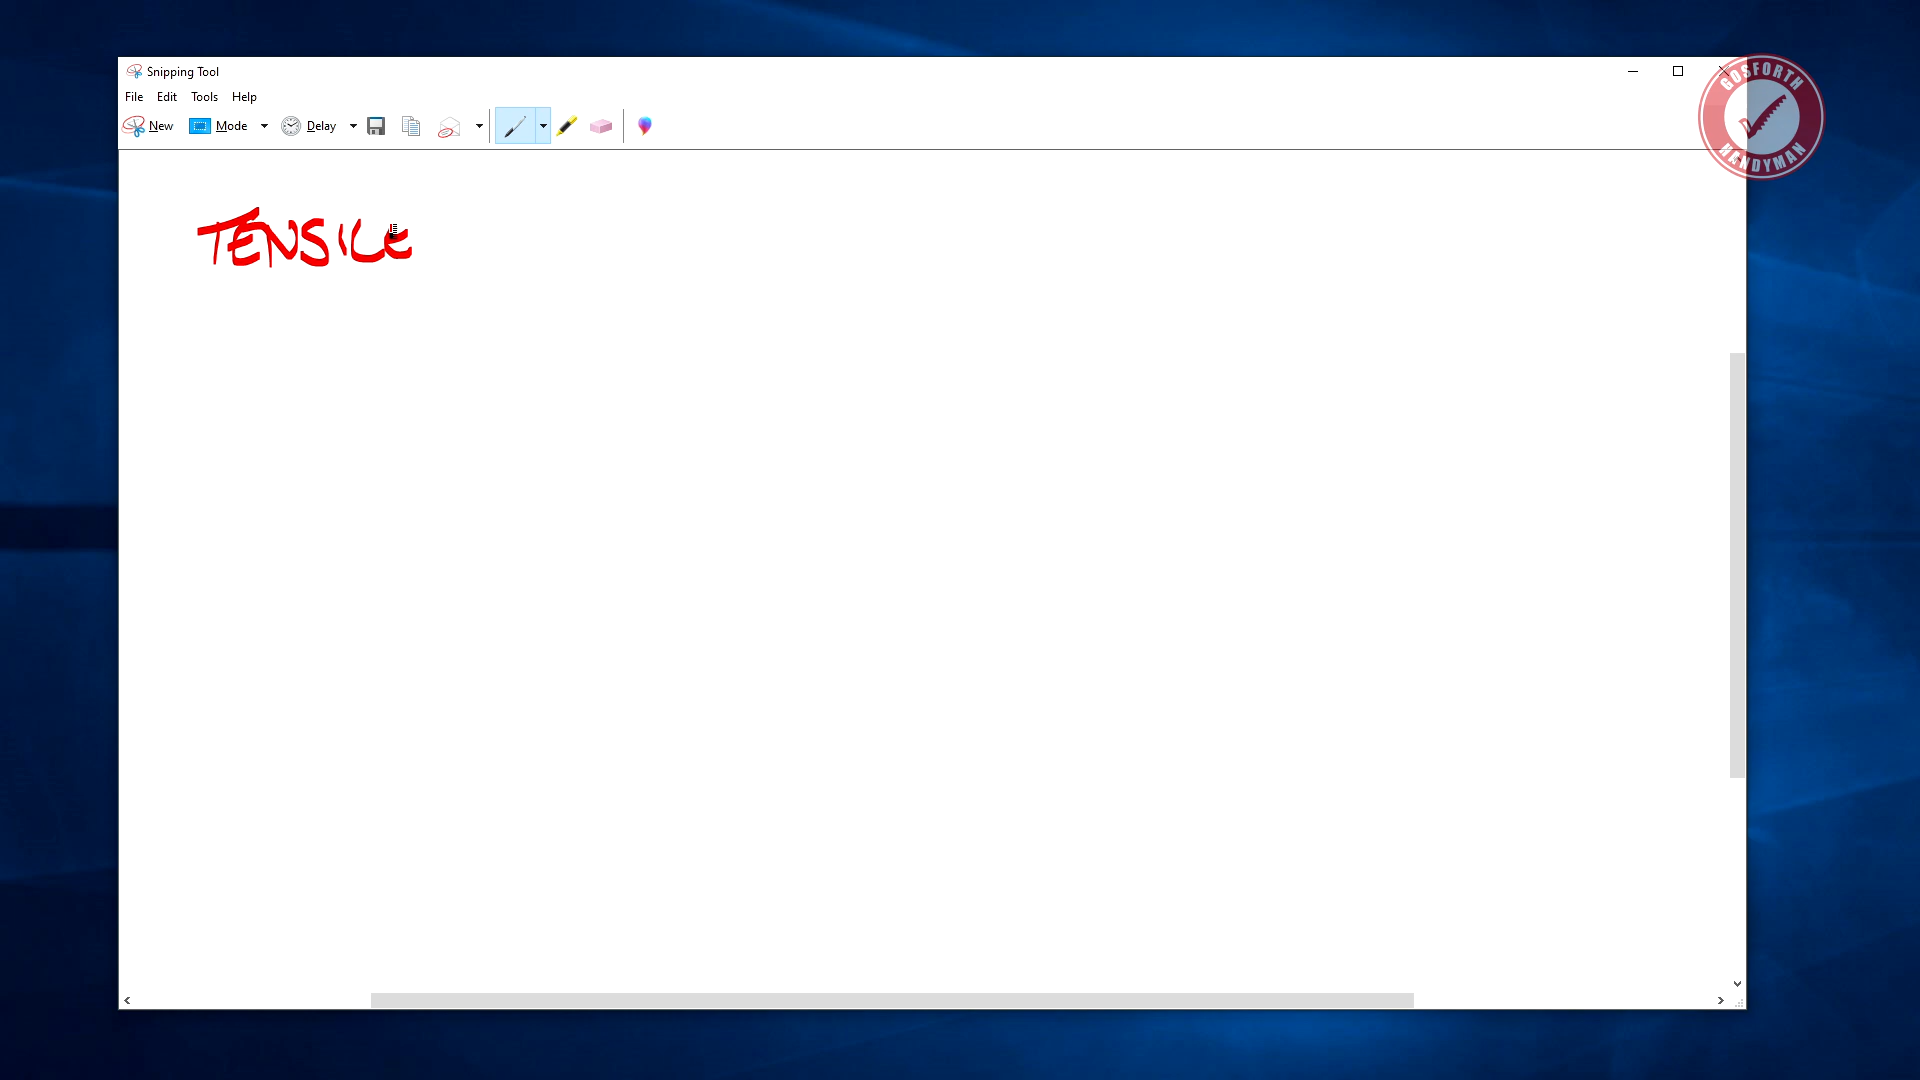 Snipping Tool
File Edit Tools Help
New Mode Delay
GOSFORTH
HANDYMAN
TENSILE